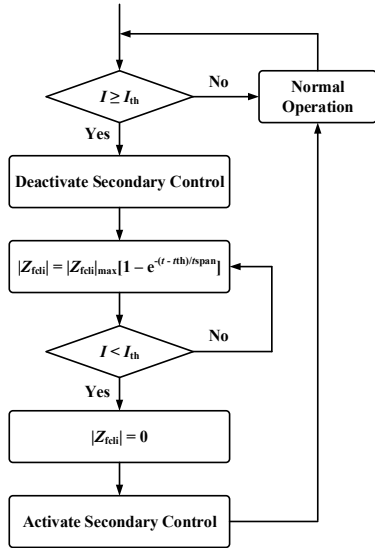 I ≥ Ith
No
Normal
Operation
Yes
Deactivate Secondary Control
|Zfcli| = |Zfcli|max[1 – e-(t - tth)/tspan]
No
I < Ith
Yes
|Zfcli| = 0
Activate Secondary Control